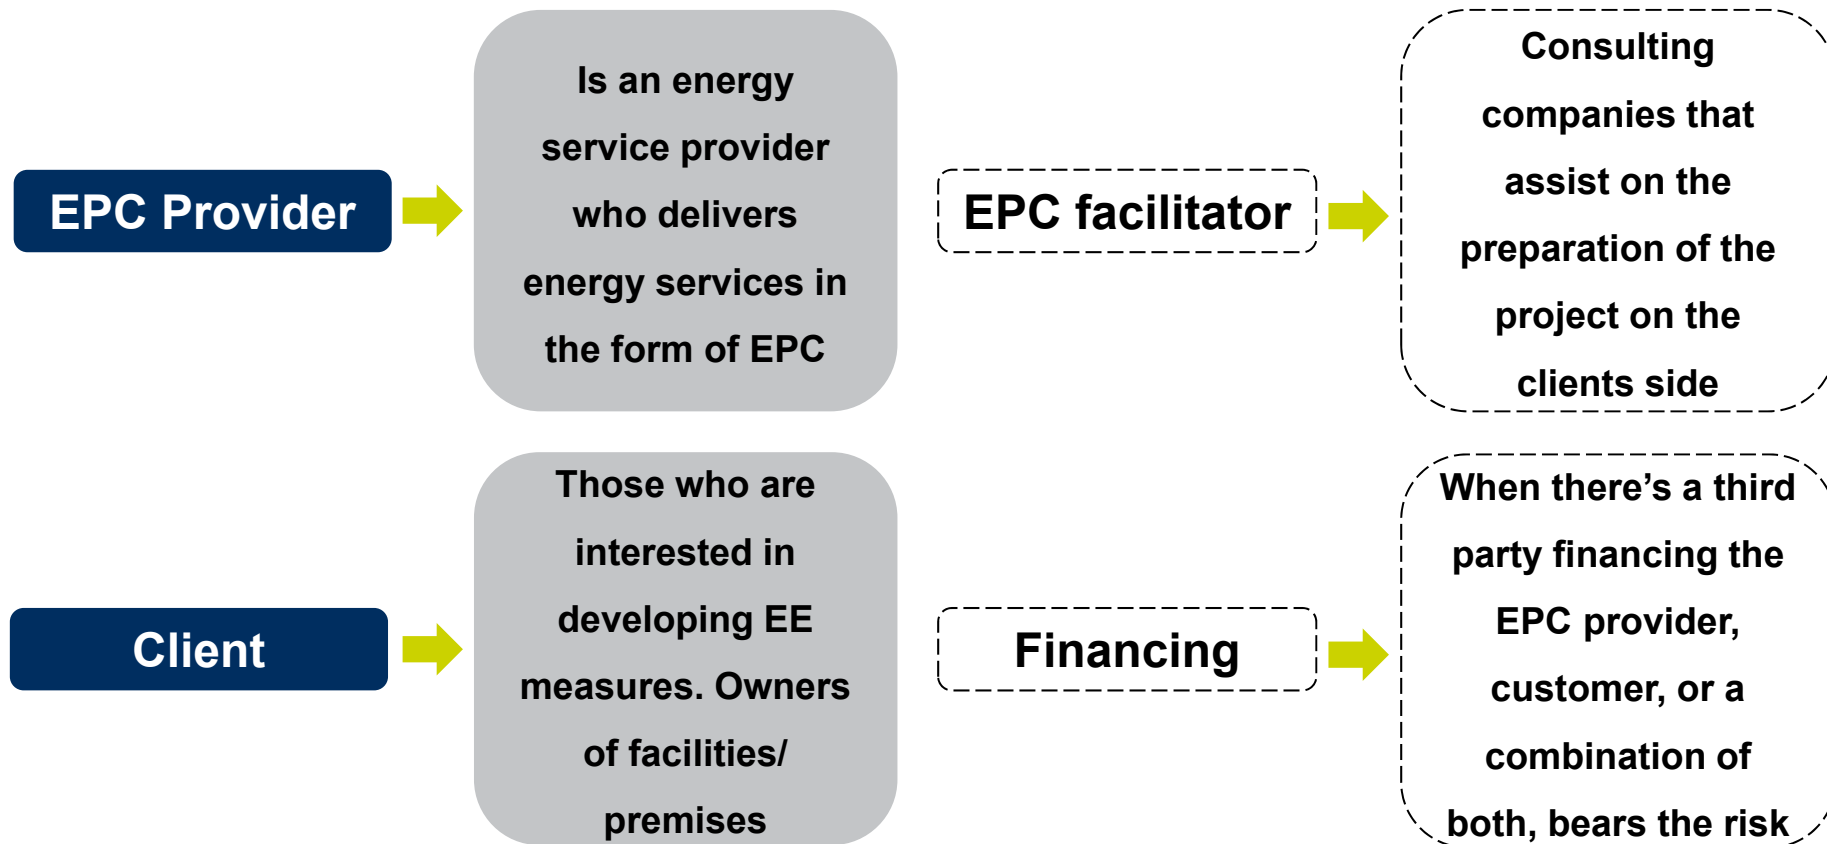 EPC Provider
Is an energy
service provider
who delivers
energy services in
the form of EPC
EPC facilitator
Consulting
companies that
assist on the
preparation of the
project on the
clients side
Client
Those who are
interested in
developing EE
measures. Owners
of facilities/
premises
Financing
When there’s a third
party financing the
EPC provider,
customer, or a
combination of
both, bears the risk